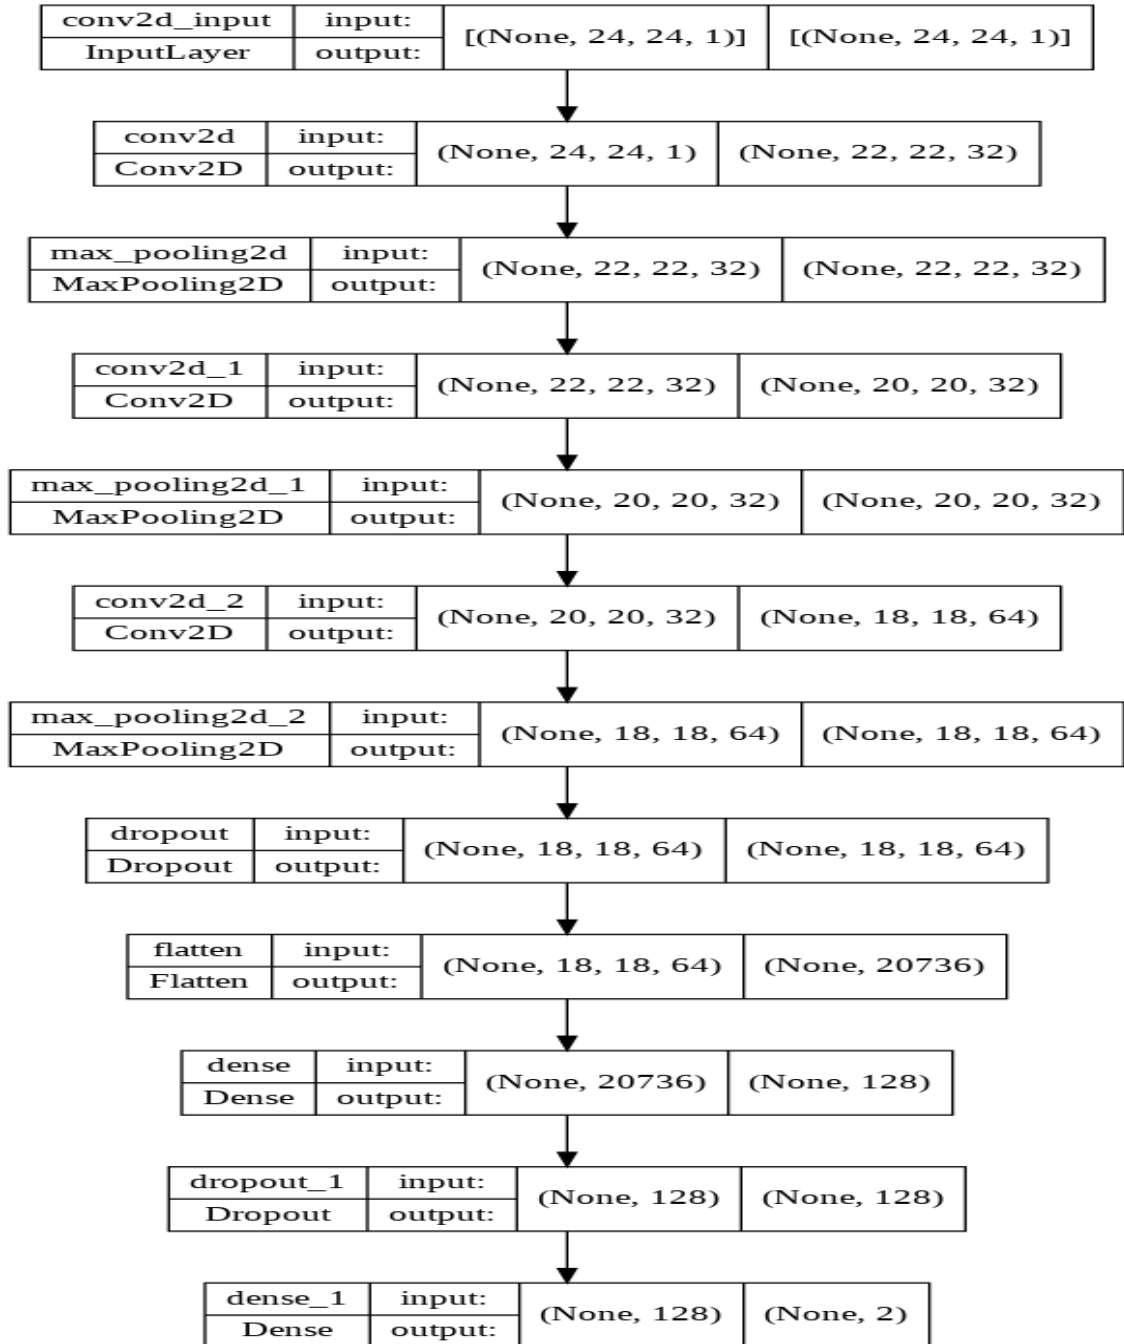 conv2d_input input: [(None, 24, 24, 1)] [(None, 24, 24, 1)]
InputLayer output:
conv2d input: (None, 24, 24, 1) (None, 22, 22, 32)
Conv2D output:
max_pooling2d input: (None, 22, 22, 32) (None, 22, 22, 32)
MaxPooling2D output:
conv2d_1 input: (None, 22, 22, 32) (None, 20, 20, 32)
Conv2D output:
max_pooling2d_1 input: (None, 20, 20, 32) (None, 20, 20, 32)
MaxPooling2D output:
conv2d_2 input: (None, 20, 20, 32) (None, 18, 18, 64)
Conv2D output:
max_pooling2d_2 input: (None, 18, 18, 64) (None, 18, 18, 64)
MaxPooling2D output:
dropout input: (None, 18, 18, 64) (None, 18, 18, 64)
Dropout output:
flatten input: (None, 18, 18, 64) (None, 20736)
Flatten output:
dense input: (None, 20736) (None, 128)
Dense output:
dropout_1 input: (None, 128) (None, 128)
Dropout output:
dense_1 input: (None, 128) (None, 2)
Dense output: